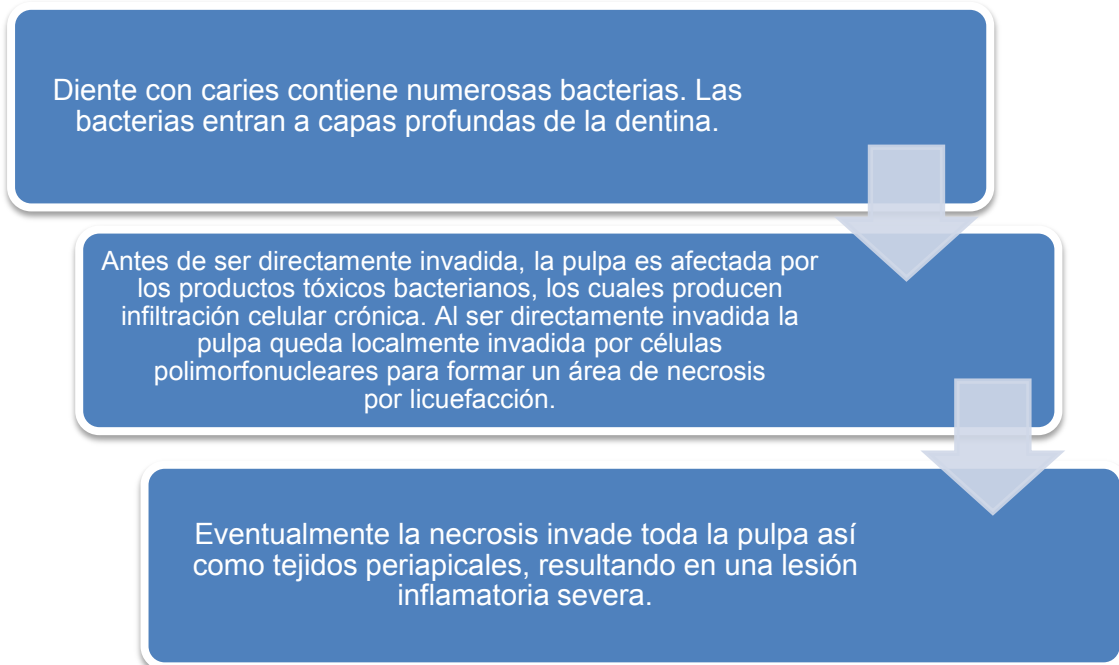 Diente con caries contiene numerosas bacterias. Las
bacterias entran a capas profundas de la dentina.
Antes de ser directamente invadida, la pulpa es afectada por
los productos tóxicos bacterianos, los cuales producen
infiltración celular crónica. Al ser directamente invadida la
pulpa queda localmente invadida por células
polimorfonucleares para formar un área de necrosis
por licuefacción.
Eventualmente la necrosis invade toda la pulpa así
como tejidos periapicales, resultando en una lesión
inflamatoria severa.